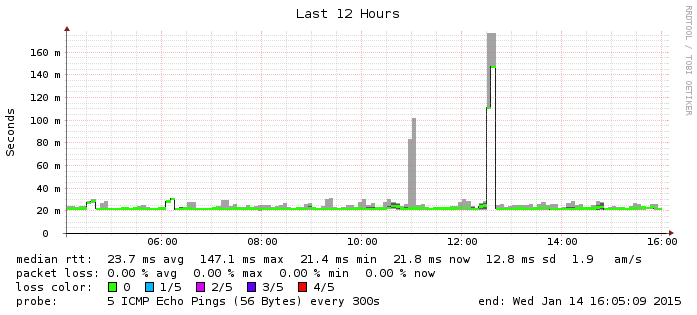 Last 12 Hours
RRDTOOL / TOBI OETIKER
Seconds
160 m
140 m
120 m
100 m
80 m
60 m
40 m
20 m
0
06:00 08:00 10:00 12:00 14:00 16:00
median rtt: 23.7 ms avg 147.1 ms max 21.4 ms min 21.8 ms now 12.8 ms sd 1.9 am/s
packet loss: 0.00 % avg 0.00 % max 0.00 % min 0.00 % now
loss color: 0 1/5 2/5 3/5 4/5
probe: 5 ICMP Echo Pings (56 Bytes) every 300s end: Wed Jan 14 16:05:09 2015